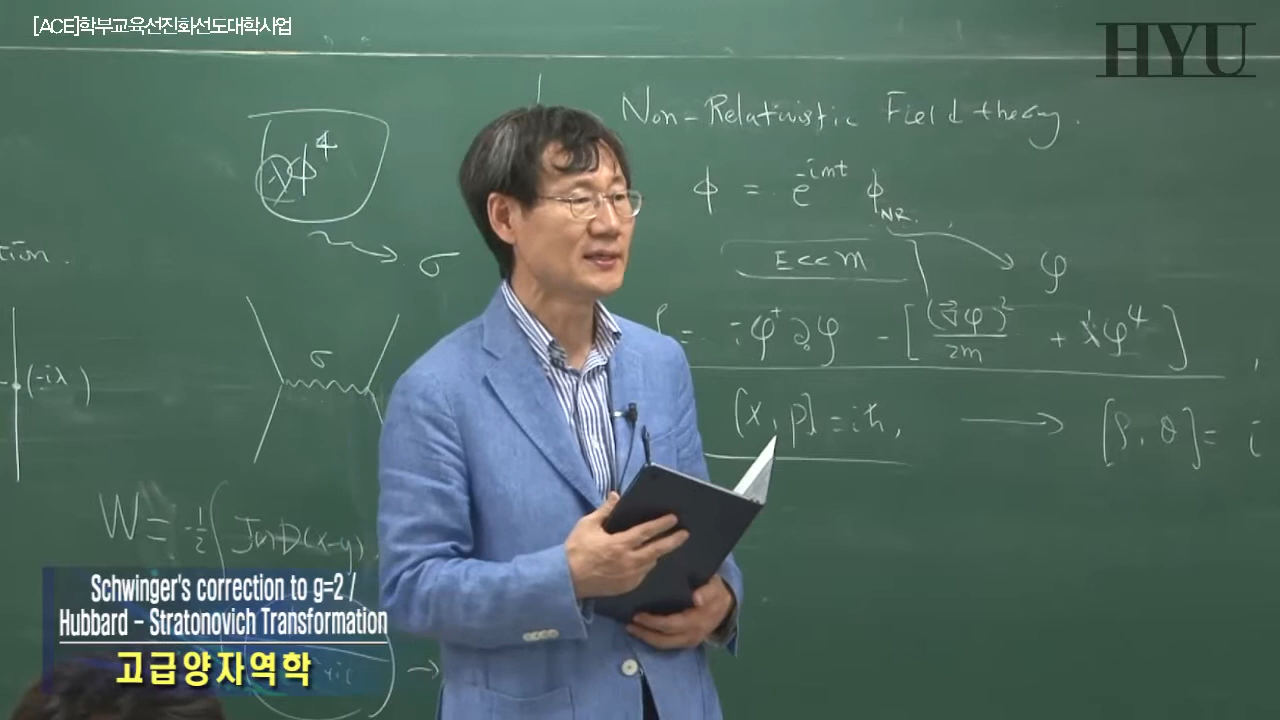 [ACE]학부교육선진화선도대학사업
HYU
Non-Relativistic Field theory.
λϕ⁴
ϕ = e^{-imt} ϕ_{NR}
E << m
σ
φ
= iφ⁺∂₀φ - [(∇⃗φ)²/2m + λ'φ⁴]
σ
(-iλ)
[x, p] = iħ, → [ρ, θ] = i
W = -½∫ J D(x-y)
Schwinger's correction to g=2 /
Hubbard - Stratonovich Transformation
고급양자역학